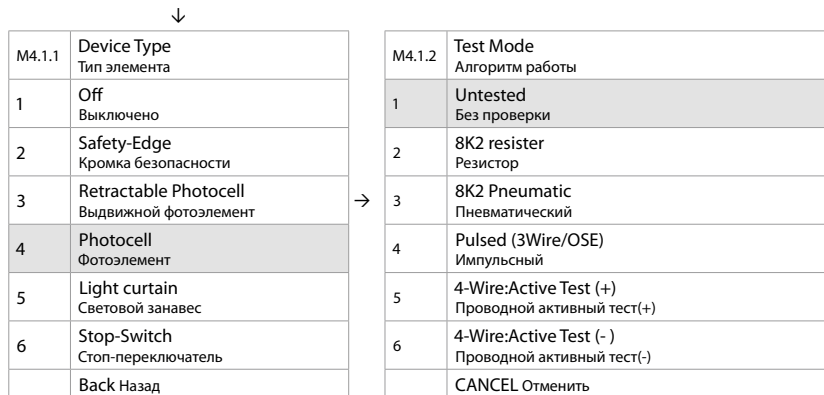 ↓
M4.1.1
Device Type
Тип элемента
1
Off
Выключено
2
Safety-Edge
Кромка безопасности
3
Retractable Photocell
Выдвижной фотоэлемент
4
Photocell
Фотоэлемент
5
Light curtain
Световой занавес
6
Stop-Switch
Стоп-переключатель
Back Назад
→
M4.1.2
Test Mode
Алгоритм работы
1
Untested
Без проверки
2
8K2 resister
Резистор
3
8K2 Pneumatic
Пневматический
4
Pulsed (3Wire/OSE)
Импульсный
5
4-Wire:Active Test (+)
Проводной активный тест(+)
6
4-Wire:Active Test (- )
Проводной активный тест(-)
CANCEL Отменить